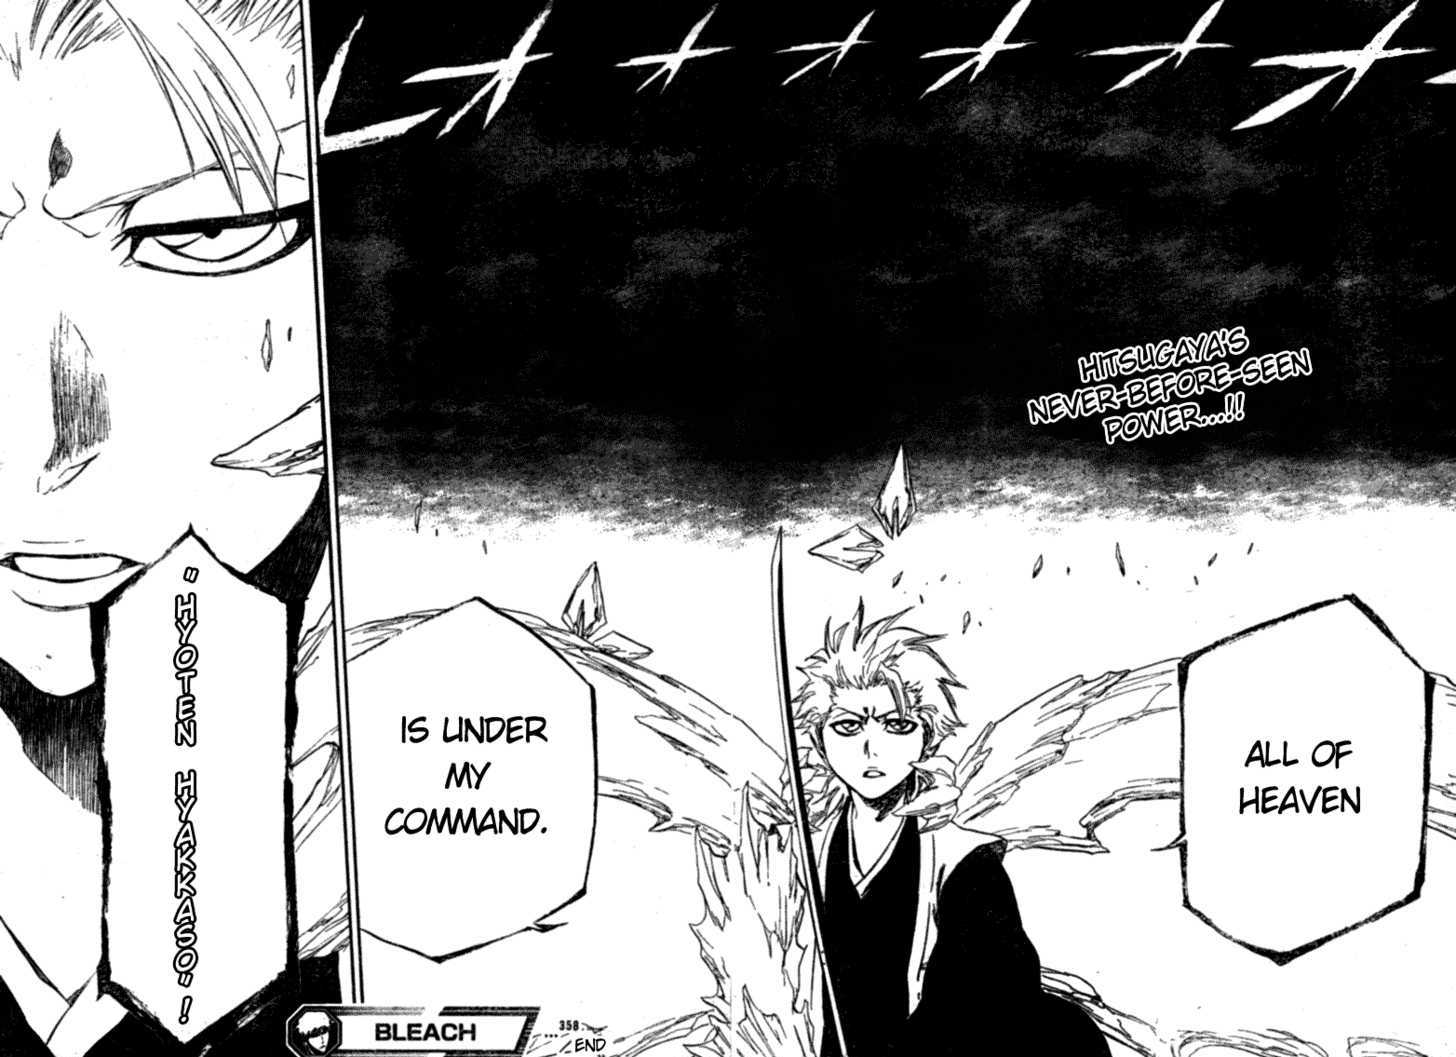 HITSUGAYA'S
NEVER-BEFORE-SEEN
POWER...!!
ALL OF
HEAVEN
IS UNDER
MY
COMMAND.
"HYOTEN HYAKKASO"!
BLEACH
...358.
END